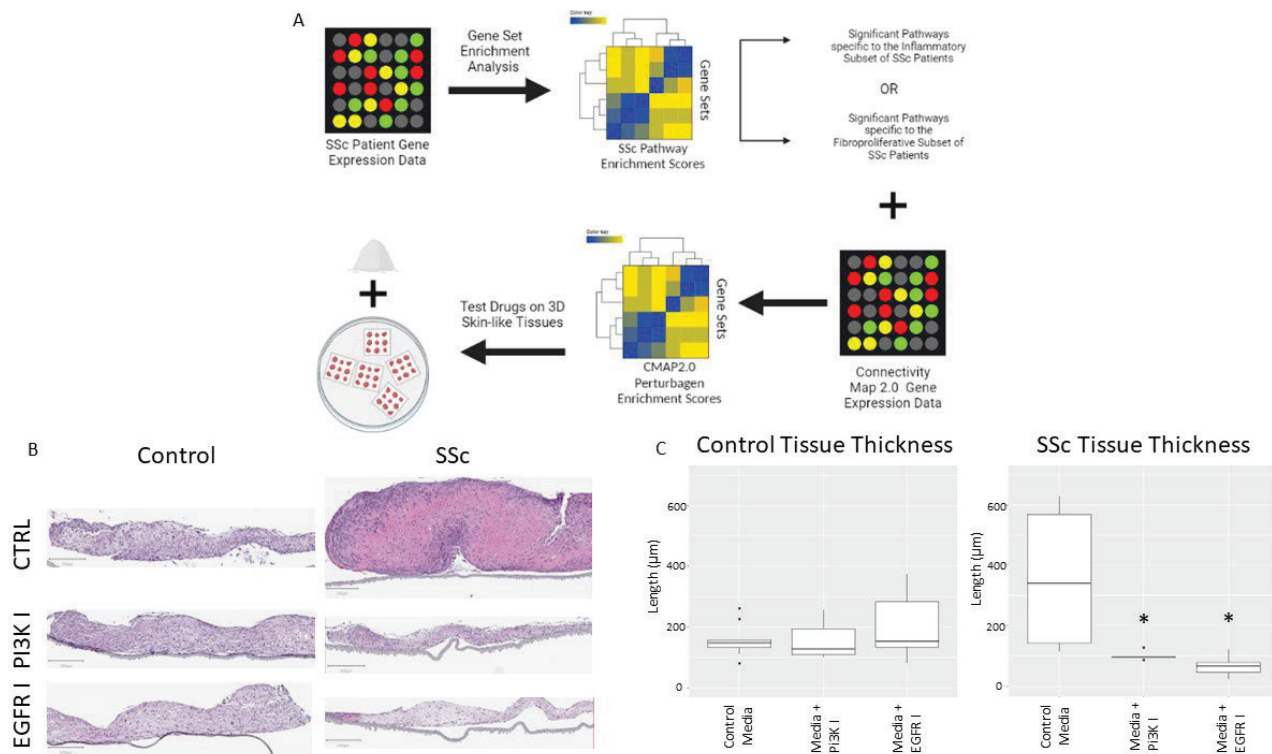 A
Gene Set
Enrichment
Analysis
SSc Patient Gene
Expression Data
Color key
Gene Sets
SSc Pathway
Enrichment Scores
Significant Pathways
specific to the Inflammatory
Subset of SSc Patients
OR
Significant Pathways
specific to the
Fibroproliferative Subset of
SSc Patients
+
Connectivity
Map 2.0 Gene
Expression Data
Color key
Gene Sets
CMAP2.0
Perturbagen
Enrichment Scores
Test Drugs on 3D
Skin-like Tissues
+
B
Control
SSc
CTRL
PI3K I
EGFR I
C
Control Tissue Thickness
Length (µm)
600
400
200
0
Control
Media
Media +
Pi3K I
Media +
EGFR I
SSc Tissue Thickness
Length (µm)
600
400
200
0
*
*
Control
Media
Media +
Pi3K I
Media +
EGFR I